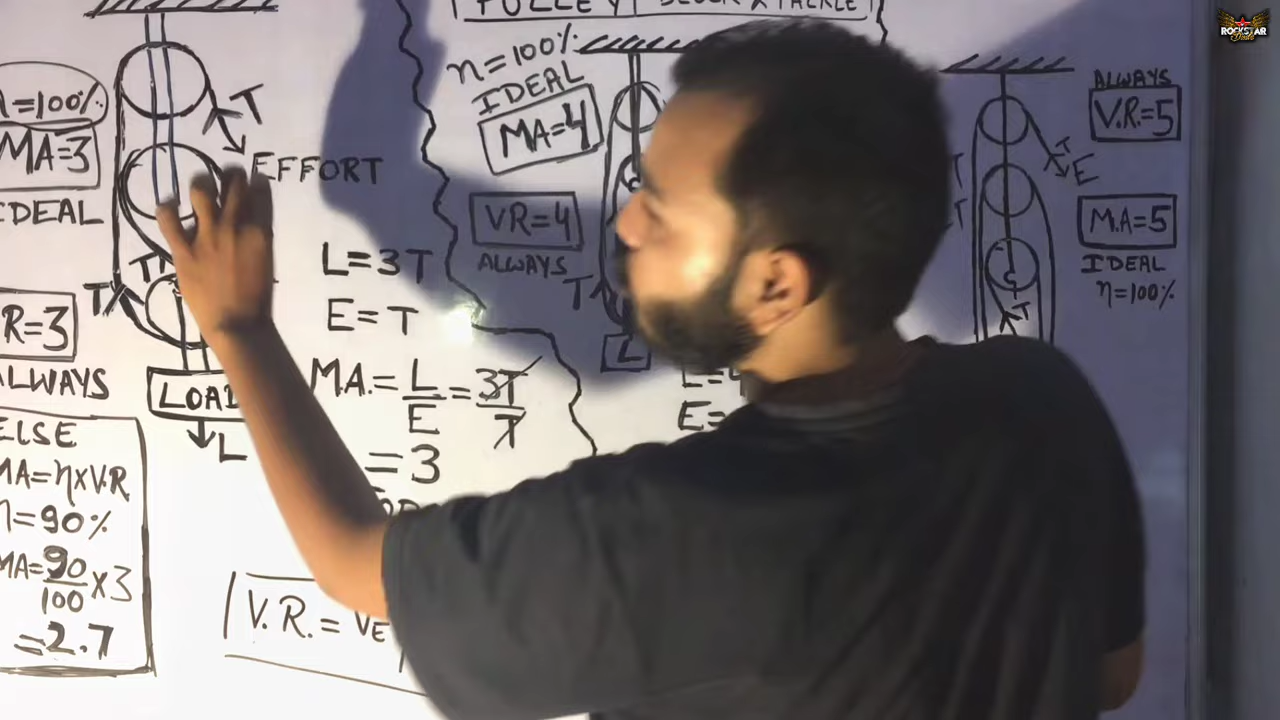 PULLEY BLOCK & TACKLE
η=100%
MA=3
IDEAL
R=3
ALWAYS
ELSE
MA=η×V.R
η=90%
MA=90/100×3
=2.7
T
EFFORT
T
T
LOAD
L
L=3T
E=T
MA.=L/E=3T/T
=3
V.R.=VE
η=100%
IDEAL
MA=4
VR=4
ALWAYS
T
L
L=4
E=
T
E
T
T
T
ALWAYS
V.R.=5
M.A=5
IDEAL
η=100%
ROCKSTAR